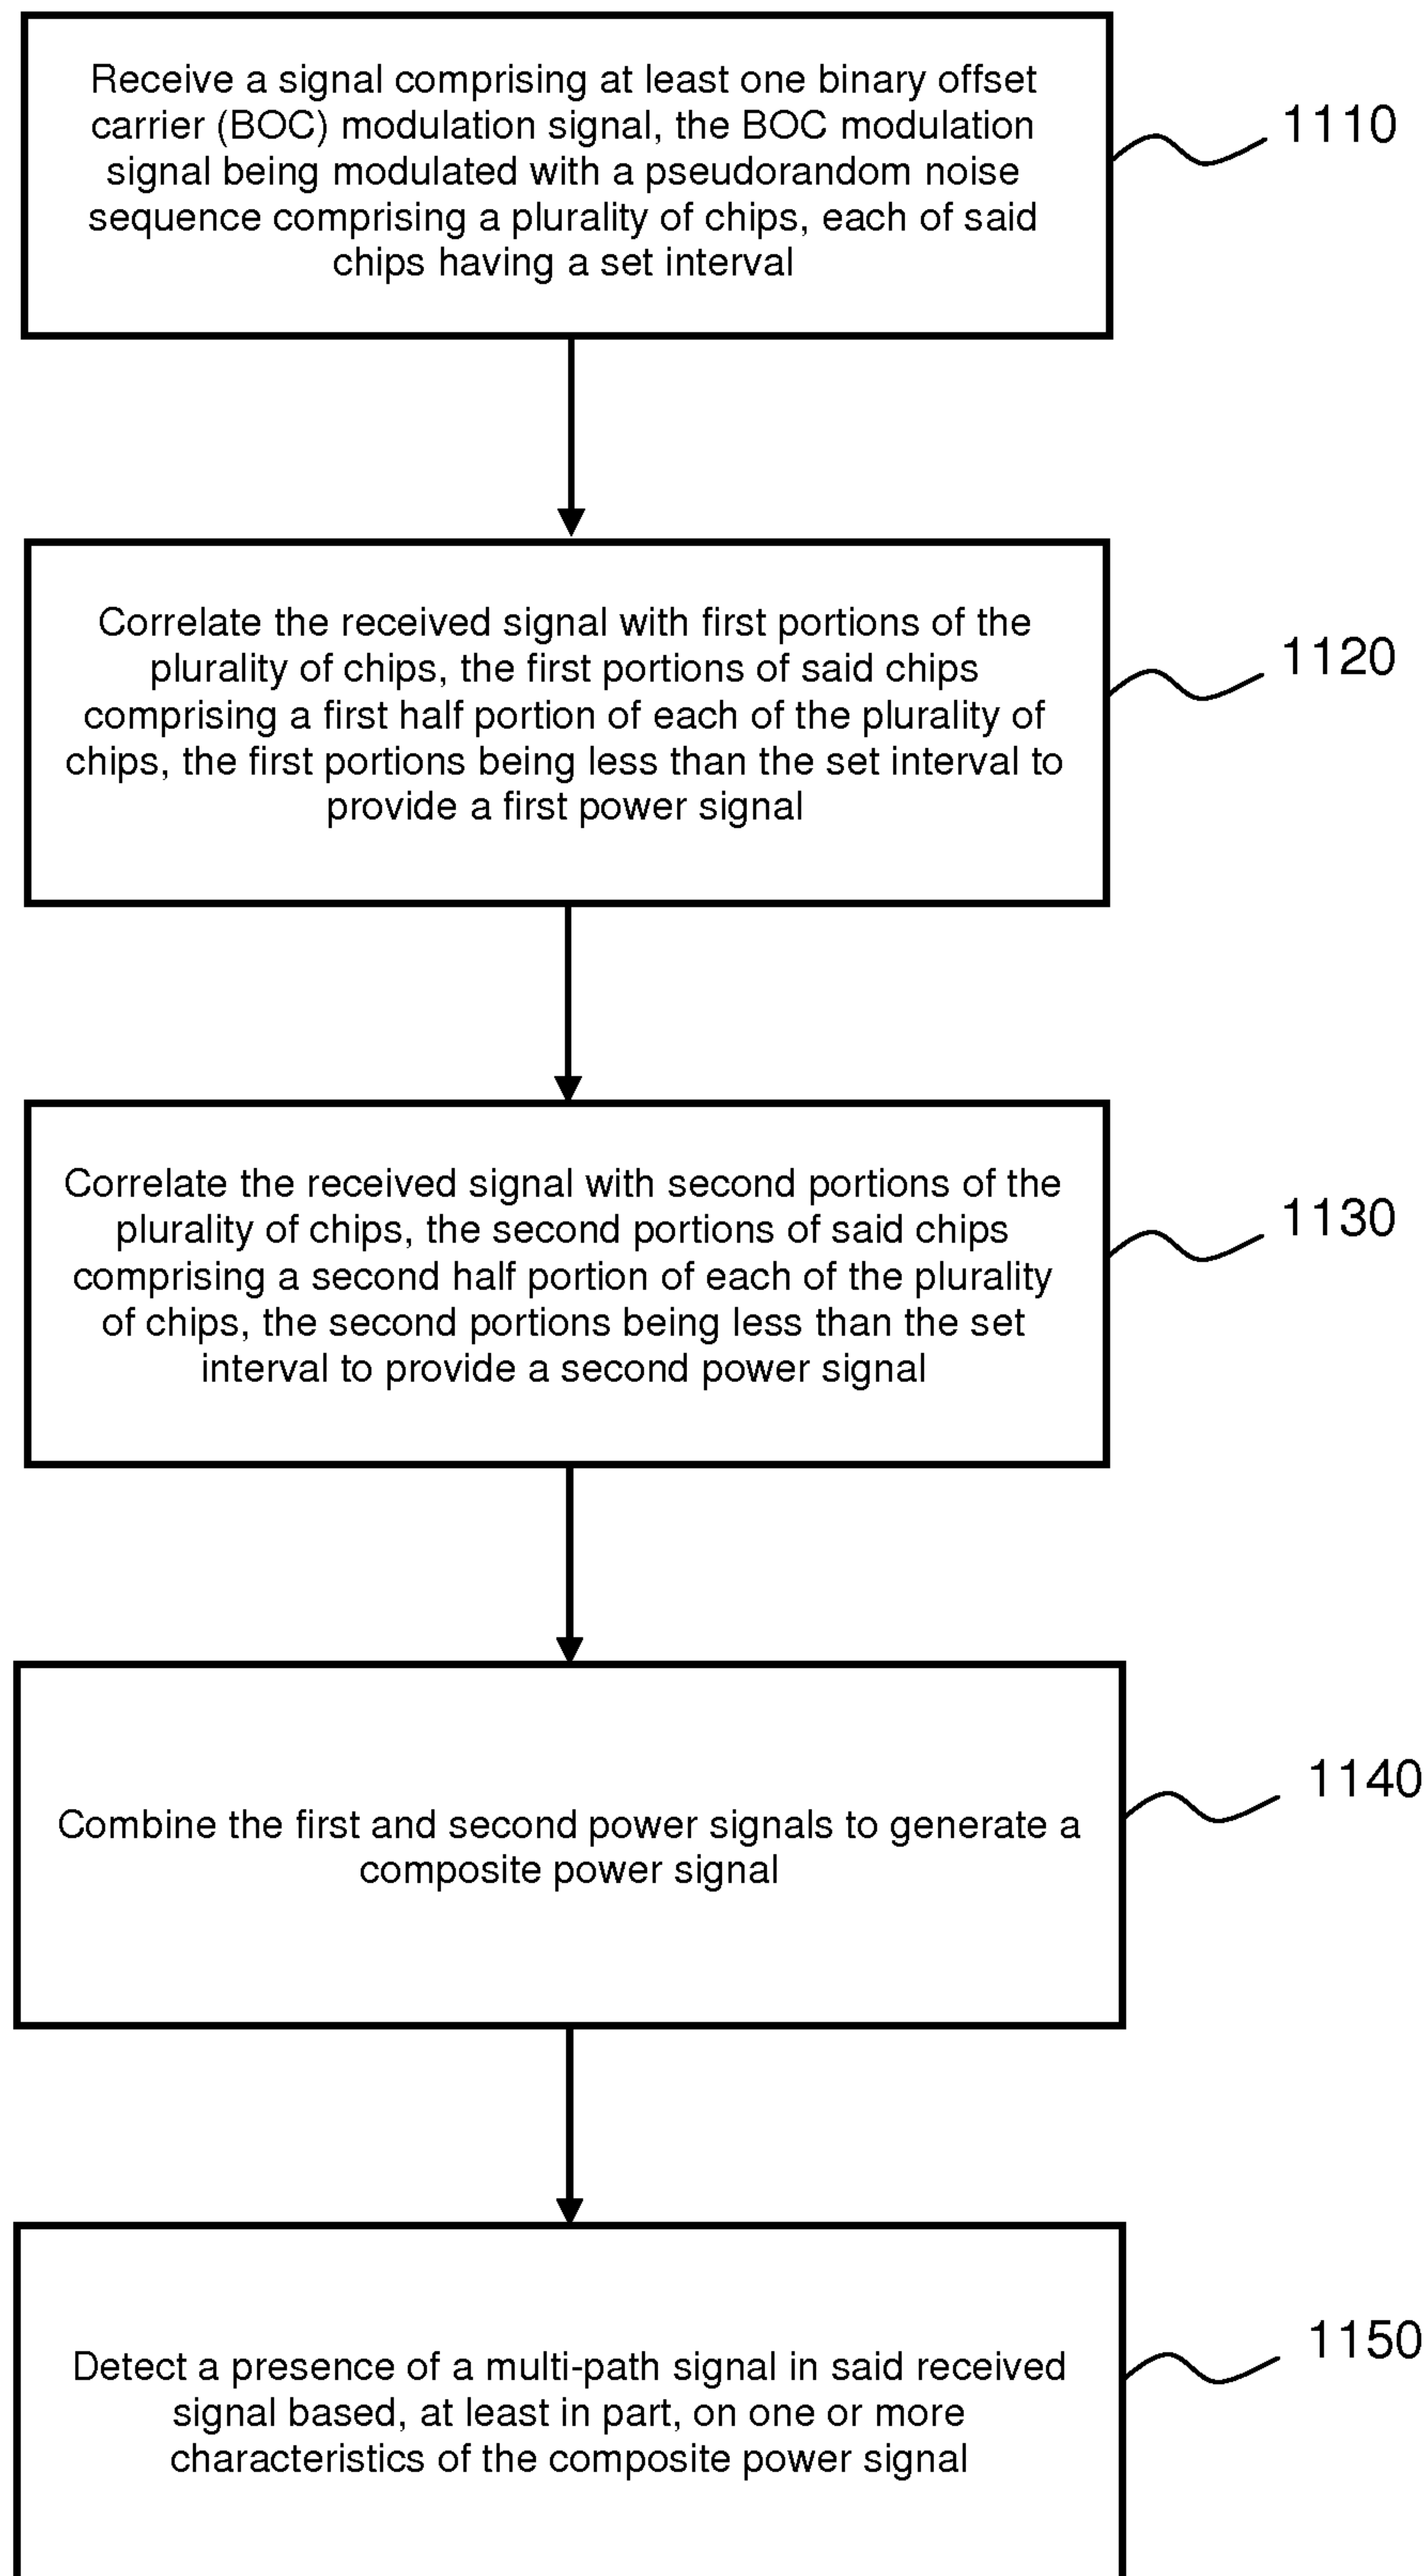 Receive a signal comprising at least one binary offset
carrier (BOC) modulation signal, the BOC modulation
signal being modulated with a pseudorandom noise
sequence comprising a plurality of chips, each of said
chips having a set interval
1110
Correlate the received signal with first portions of the
plurality of chips, the first portions of said chips
comprising a first half portion of each of the plurality of
chips, the first portions being less than the set interval to
provide a first power signal
1120
Correlate the received signal with second portions of the
plurality of chips, the second portions of said chips
comprising a second half portion of each of the plurality
of chips, the second portions being less than the set
interval to provide a second power signal
1130
Combine the first and second power signals to generate a
composite power signal
1140
Detect a presence of a multi-path signal in said received
signal based, at least in part, on one or more
characteristics of the composite power signal
1150